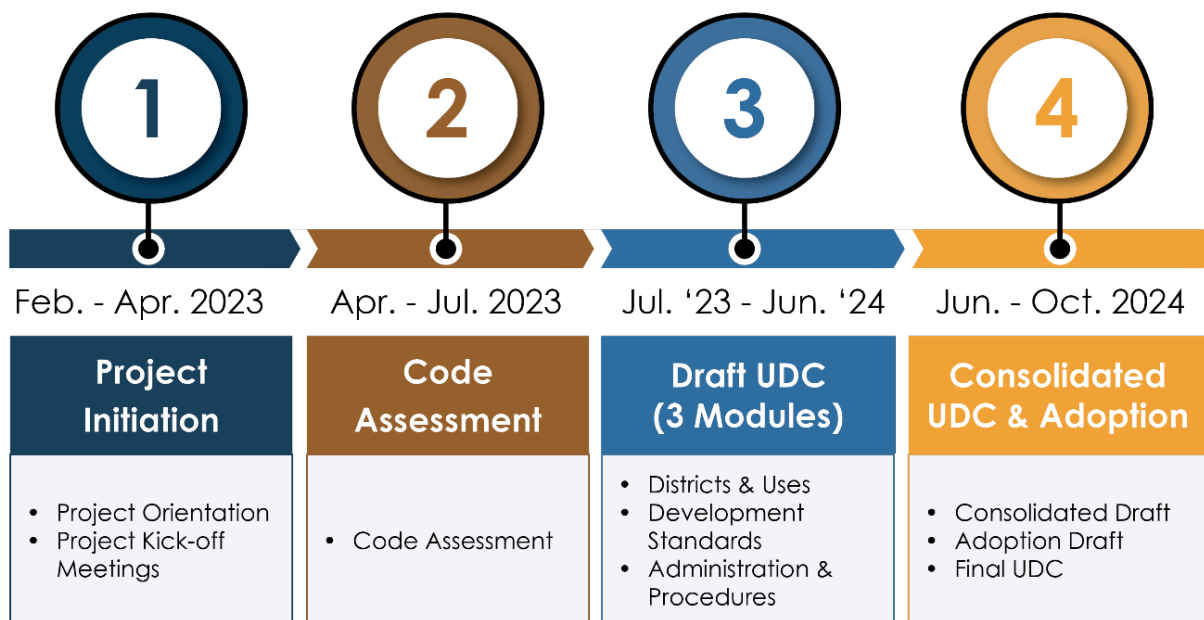 1
2
3
4
Feb. - Apr. 2023
Apr. - Jul. 2023
Jul. ‘23 - Jun. ‘24
Jun. - Oct. 2024
Project
Initiation
Code
Assessment
Draft UDC
(3 Modules)
Consolidated
UDC & Adoption
• Project Orientation
• Project Kick-off
Meetings
• Code Assessment
• Districts & Uses
• Development
Standards
• Administration &
Procedures
• Consolidated Draft
• Adoption Draft
• Final UDC